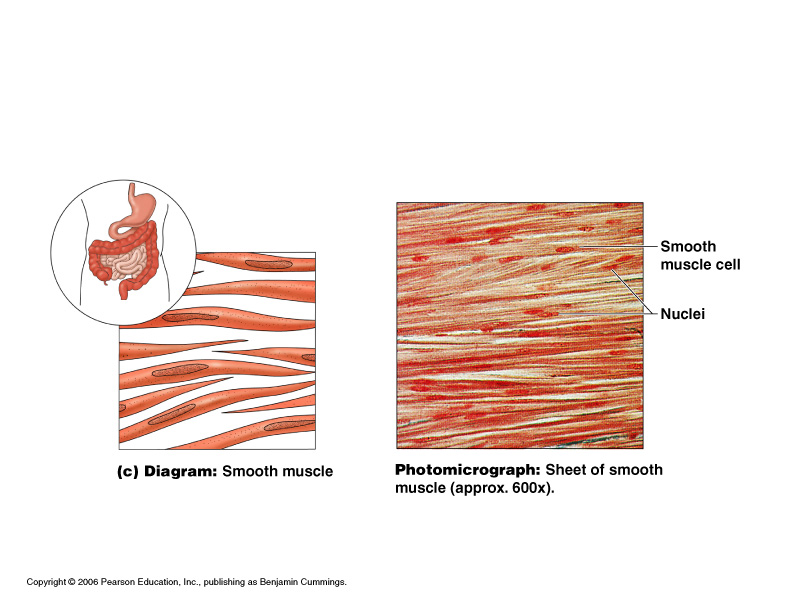 Smooth
muscle cell
Nuclei
(c) Diagram: Smooth muscle
Photomicrograph: Sheet of smooth
muscle (approx. 600x).
Copyright © 2006 Pearson Education, Inc., publishing as Benjamin Cummings.